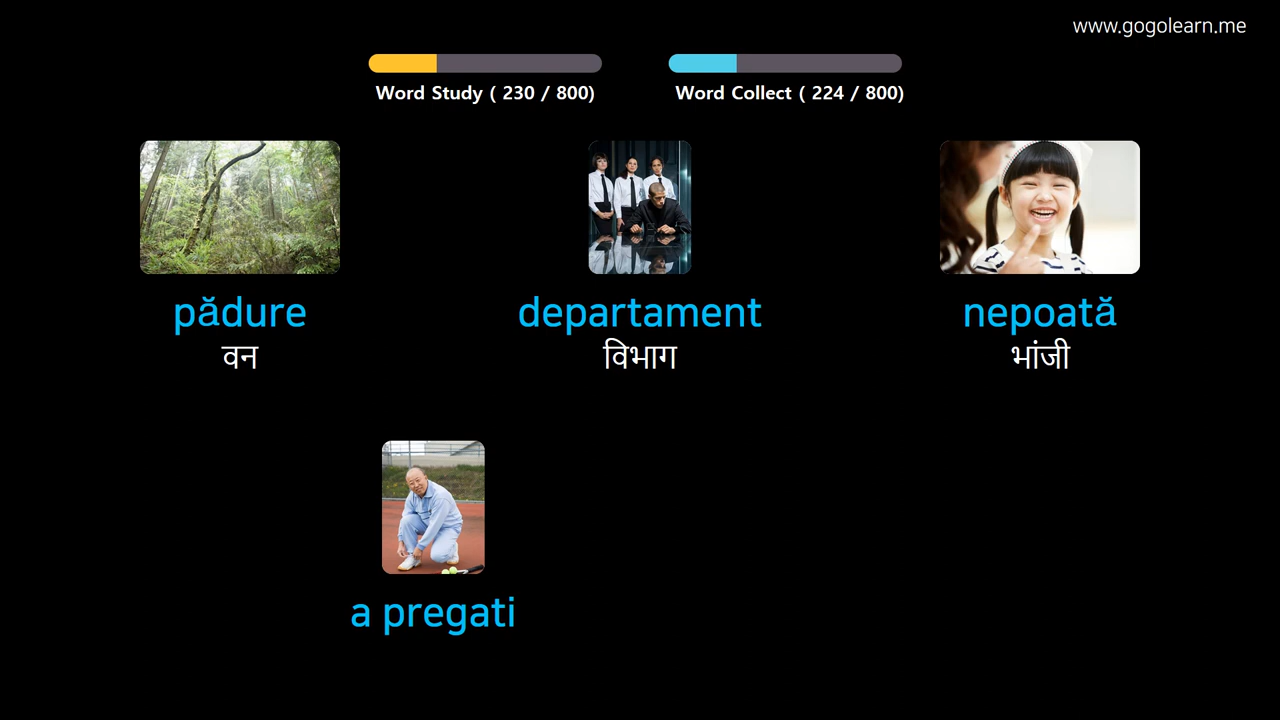 www.gogolearn.me
Word Study ( 230 / 800)
Word Collect ( 224 / 800)
pădure
वन
departament
विभाग
nepoată
भांजी
a pregati